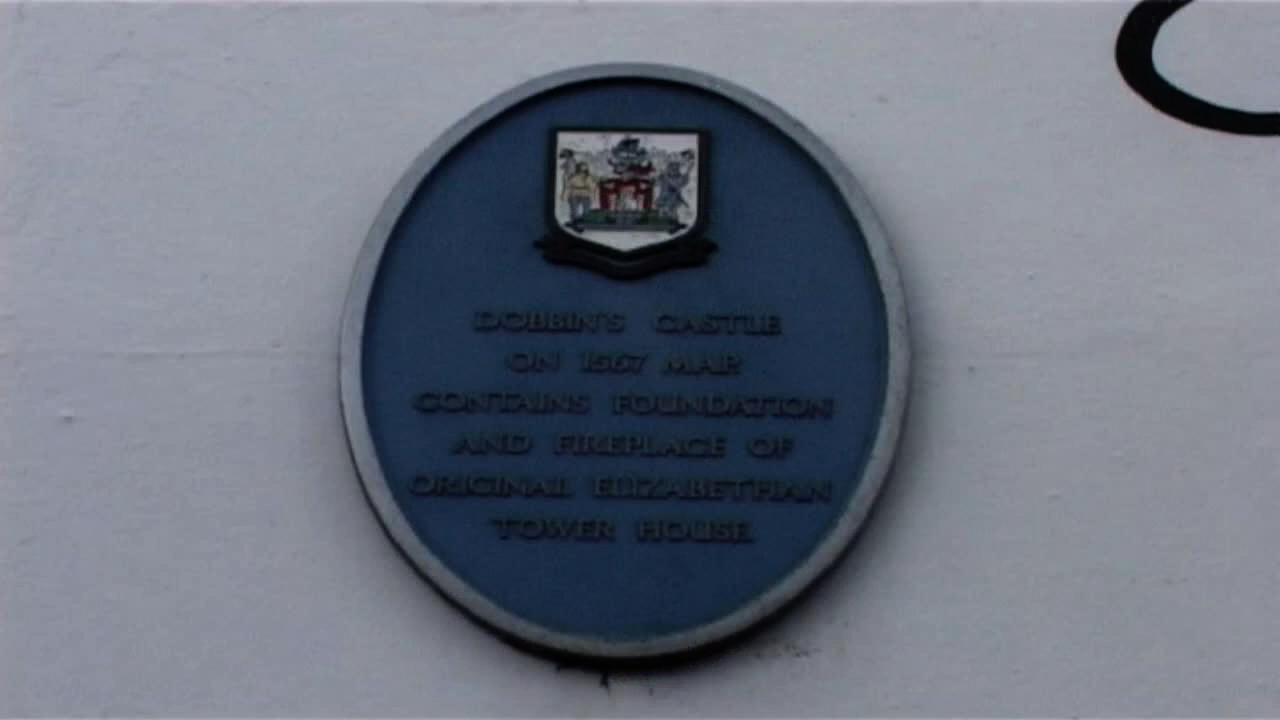 DOBBIN'S CASTLE
ON 1567 MAP.
CONTAINS FOUNDATION
AND FIREPLACE OF
ORIGINAL ELIZABETHAN
TOWER HOUSE.